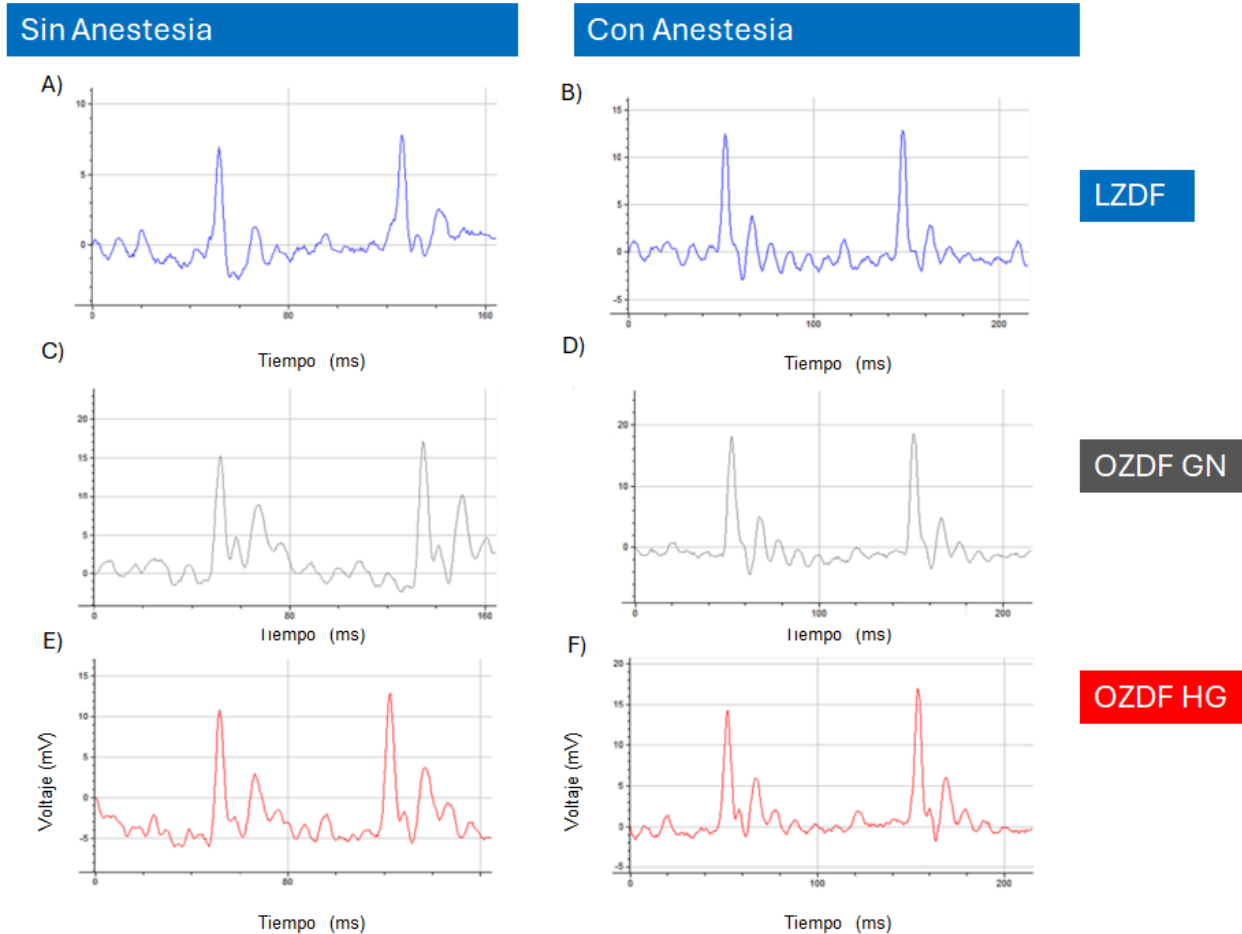 Sin Anestesia
Con Anestesia
A)
10
5
0
0
80
160
Tiempo (ms)
B)
15
10
5
0
-5
0
100
200
Tiempo (ms)
LZDF
C)
20
15
10
5
0
0
80
160
Tiempo (ms)
D)
20
10
0
0
100
200
Tiempo (ms)
OZDF GN
E)
15
10
5
0
-5
0
80
Voltaje (mV)
Tiempo (ms)
F)
20
15
10
5
0
-5
0
100
200
Voltaje (mV)
Tiempo (ms)
OZDF HG